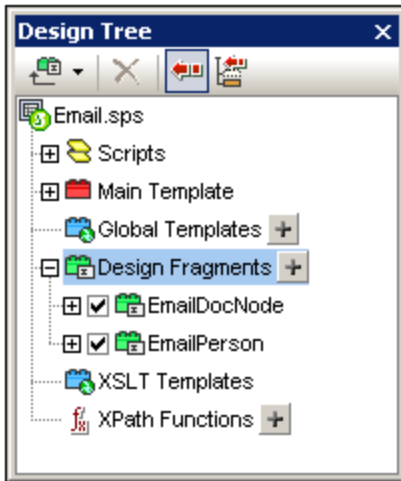 Design Tree
Email.sps
Scripts
Main Template
Global Templates
Design Fragments
EmailDocNode
EmailPerson
XSLT Templates
XPath Functions